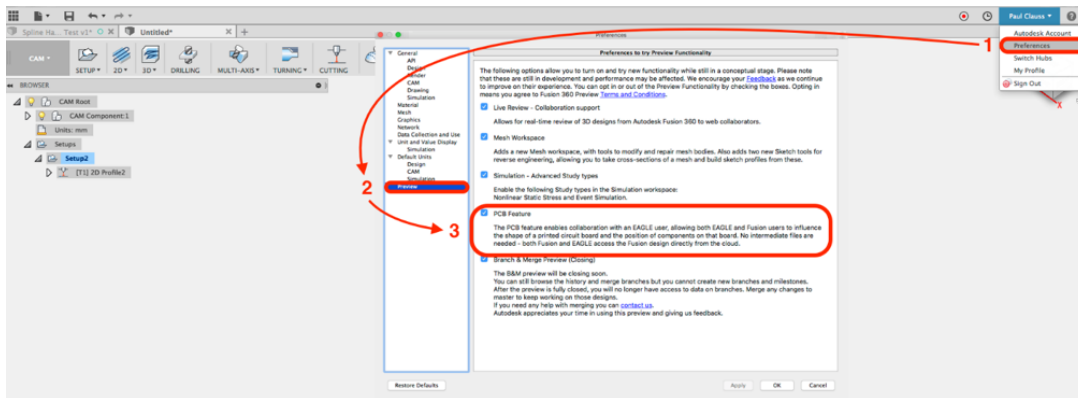 Paul Clauss
Spline Ha... Test v1*
Untitled*
Autodesk Account
Preferences
Switch Hubs
My Profile
Sign Out
1
CAM
SETUP
2D
3D
DRILLING
MULTI-AXIS
TURNING
CUTTING
BROWSER
CAM Root
CAM Component:1
Units: mm
Setups
Setup2
[T1] 2D Profile2
Preferences
General
API
Design
Render
CAM
Drawing
Simulation
Material
Mesh
Graphics
Network
Data Collection and Use
Unit and Value Display
Simulation
Default Units
Design
CAM
Simulation
Preview
2
Preferences to try Preview Functionality
The following options allow you to turn on and try new functionality while still in a conceptual stage. Please note
that these are still in development and performance may be affected. We encourage your Feedback as we continue
to improve on their experience. You can opt in or out of the Preview Functionality by checking the boxes. Opting in
means you agree to Fusion 360 Preview Terms and Conditions.
Live Review - Collaboration support
Allows for real-time review of 3D designs from Autodesk Fusion 360 to web collaborators.
Mesh Workspace
Adds a new Mesh workspace, with tools to modify and repair mesh bodies. Also adds two new Sketch tools for
reverse engineering, allowing you to take cross-sections of a mesh and build sketch profiles from these.
Simulation - Advanced Study types
Enable the following Study types in the Simulation workspace:
Nonlinear Static Stress and Event Simulation.
3
PCB Feature
The PCB feature enables collaboration with an EAGLE user, allowing both EAGLE and Fusion users to influence
the shape of a printed circuit board and the position of components on that board. No intermediate files are
needed - both Fusion and EAGLE access the Fusion design directly from the cloud.
Branch & Merge Preview (Closing)
The B&M preview will be closing soon.
You can still browse the history and merge branches but you cannot create new branches and milestones.
After the preview is fully closed, you will no longer have access to data on branches. Merge any changes to
master to keep working on those designs.
If you need any help with merging you can contact us.
Autodesk appreciates your time in using this preview and giving us feedback.
Restore Defaults
Apply
OK
Cancel
X